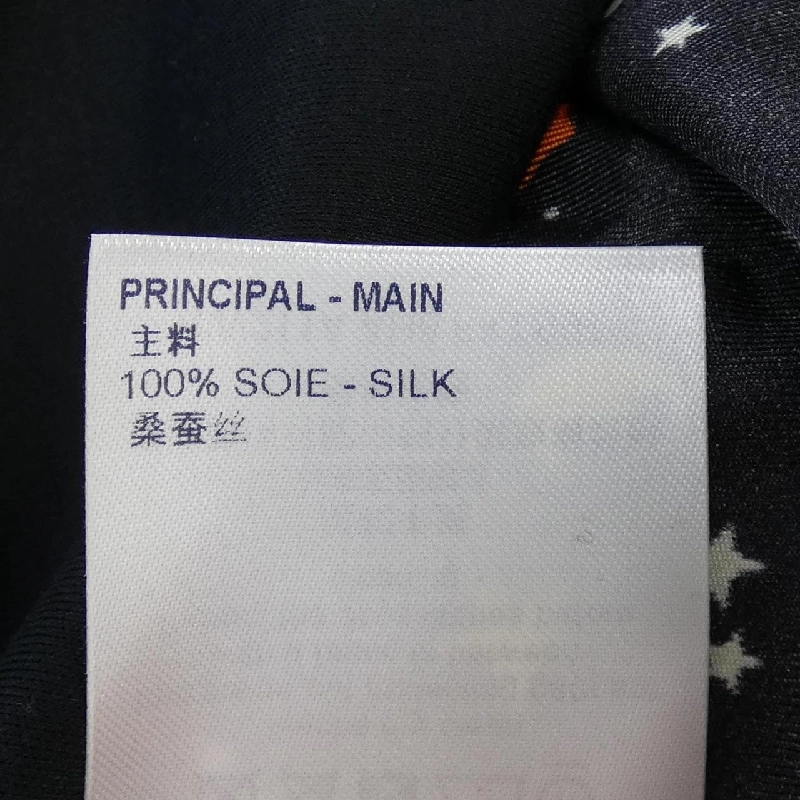 PRINCIPAL - MAIN
主料
100% SOIE - SILK
桑蚕丝